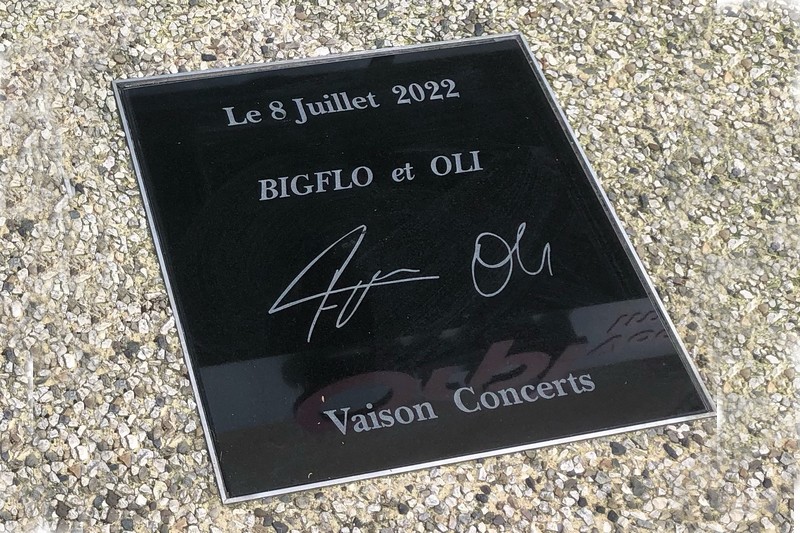 Le 8 Juillet 2022
BIGFLO et OLI
Oli
Vaison Concerts